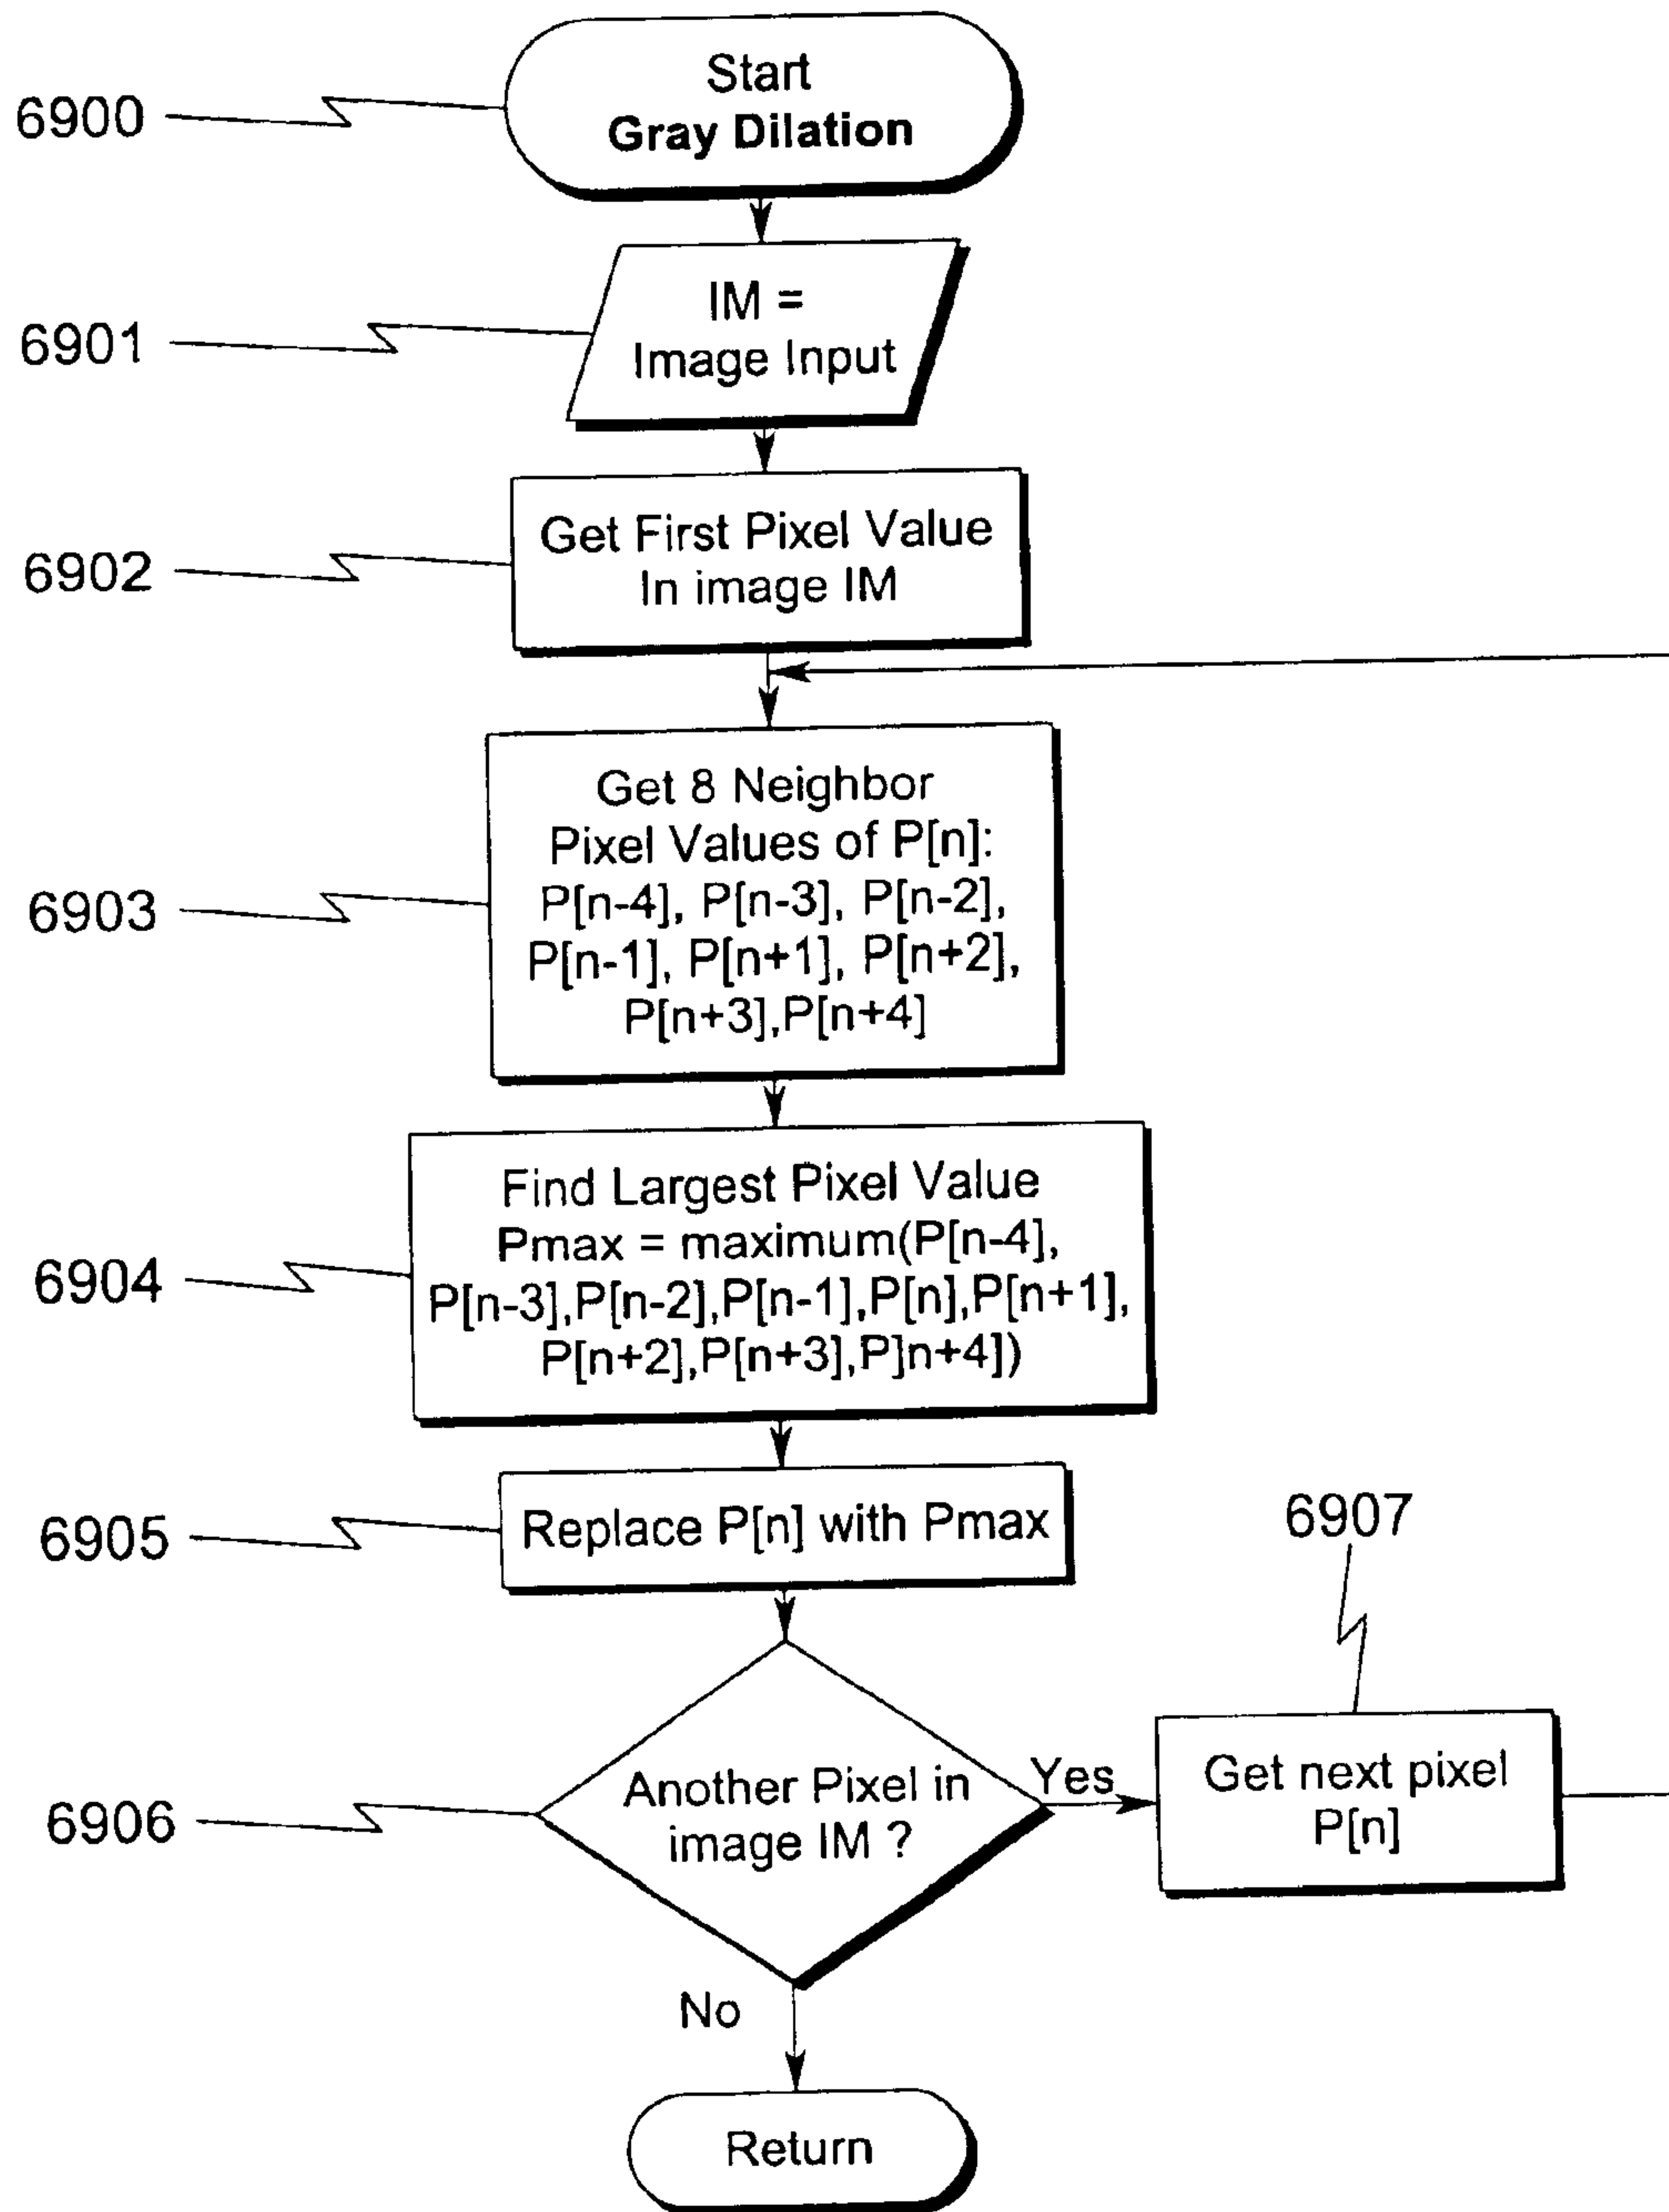 6900
Start
Gray Dilation
6901
IM =
Image Input
6902
Get First Pixel Value
In image IM
6903
Get 8 Neighbor
Pixel Values of P[n]:
P[n-4], P[n-3], P[n-2],
P[n-1], P[n+1], P[n+2],
P[n+3],P[n+4]
6904
Find Largest Pixel Value
Pmax = maximum(P[n-4],
P[n-3],P[n-2],P[n-1],P[n],P[n+1],
P[n+2],P[n+3],P]n+4])
6905
Replace P[n] with Pmax
6907
6906
Another Pixel in
image IM ?
Yes
Get next pixel
P[n]
No
Return